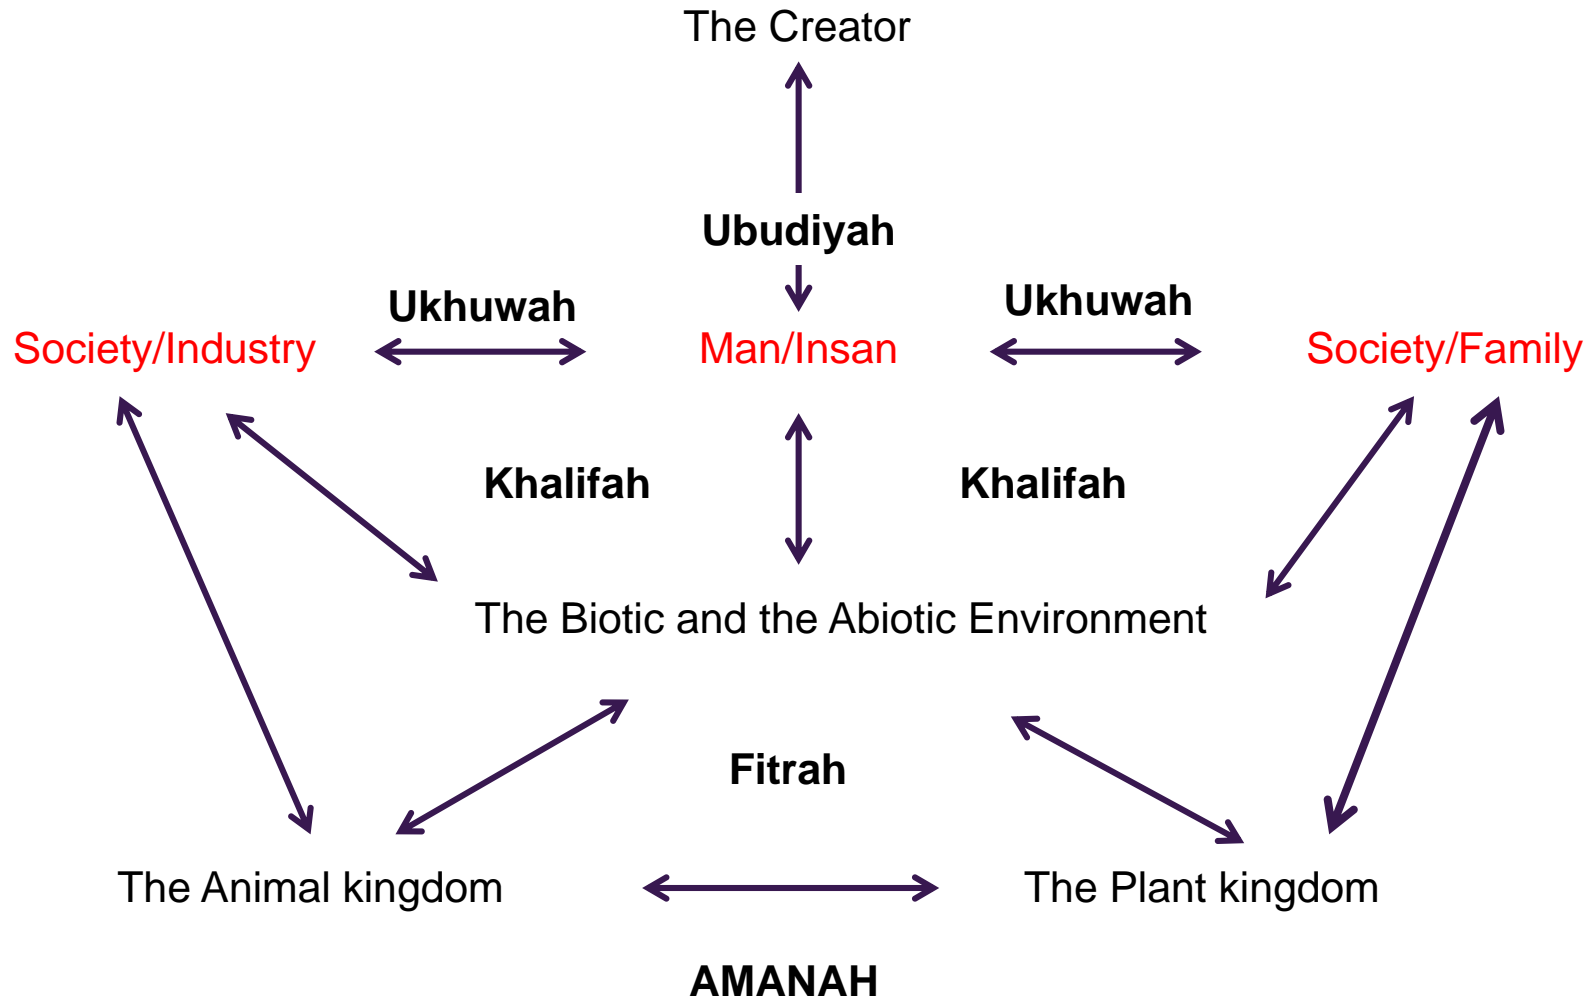 The Creator
Ubudiyah
Ukhuwah
Ukhuwah
Society/Industry
Man/Insan
Society/Family
Khalifah
Khalifah
The Biotic and the Abiotic Environment
Fitrah
The Animal kingdom
The Plant kingdom
AMANAH